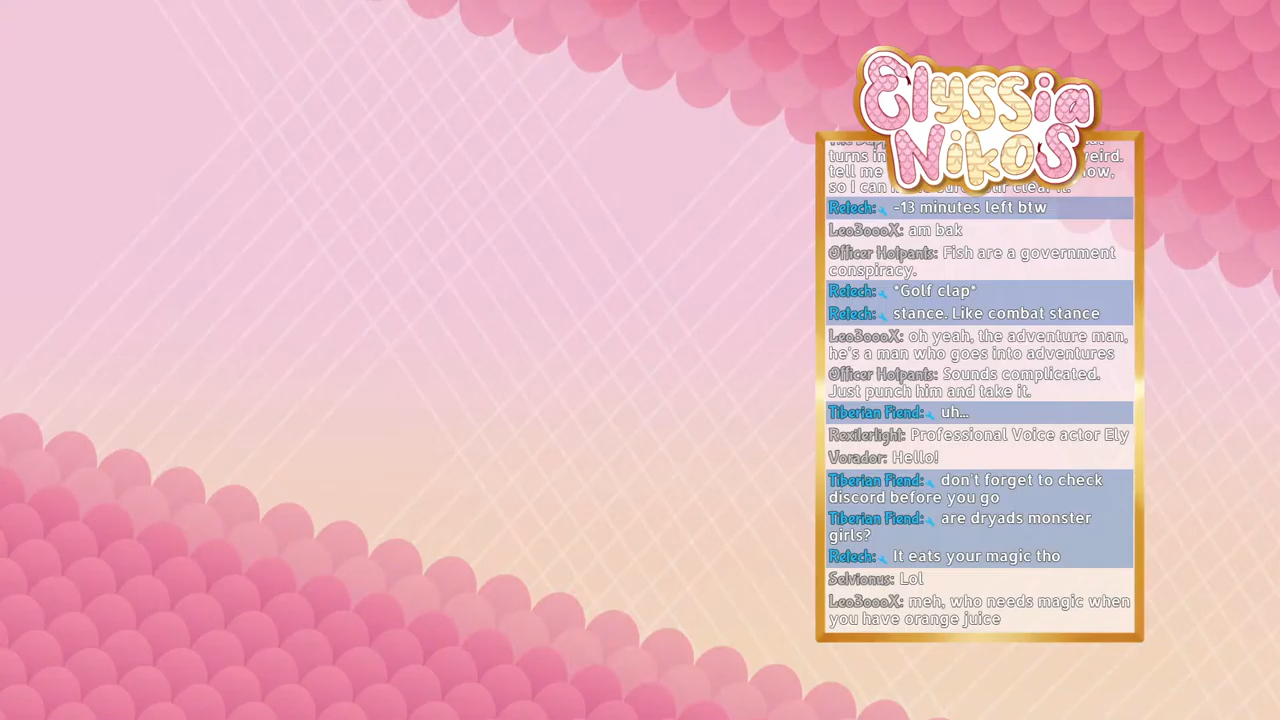 Elyssia
Nikos
turns in
tell me
so I can
Relech: ~13 minutes left btw
Leo3oooX: am bak
Officer Holpants: Fish are a government
conspiracy.
Relech: *Golf clap*
Relech: stance. Like combat stance
Leo3oooX: oh yeah, the adventure man,
he's a man who goes into adventures
Officer Holpants: Sounds complicated.
Just punch him and take it.
Tiberian Fiend: uh...
Rexilerlight: Professional Voice actor Ely
Vorador: Hello!
Tiberian Fiend: don't forget to check
discord before you go
Tiberian Fiend: are dryads monster
girls?
Relech: It eats your magic tho
Selvionus: Lol
Leo3oooX: meh, who needs magic when
you have orange juice